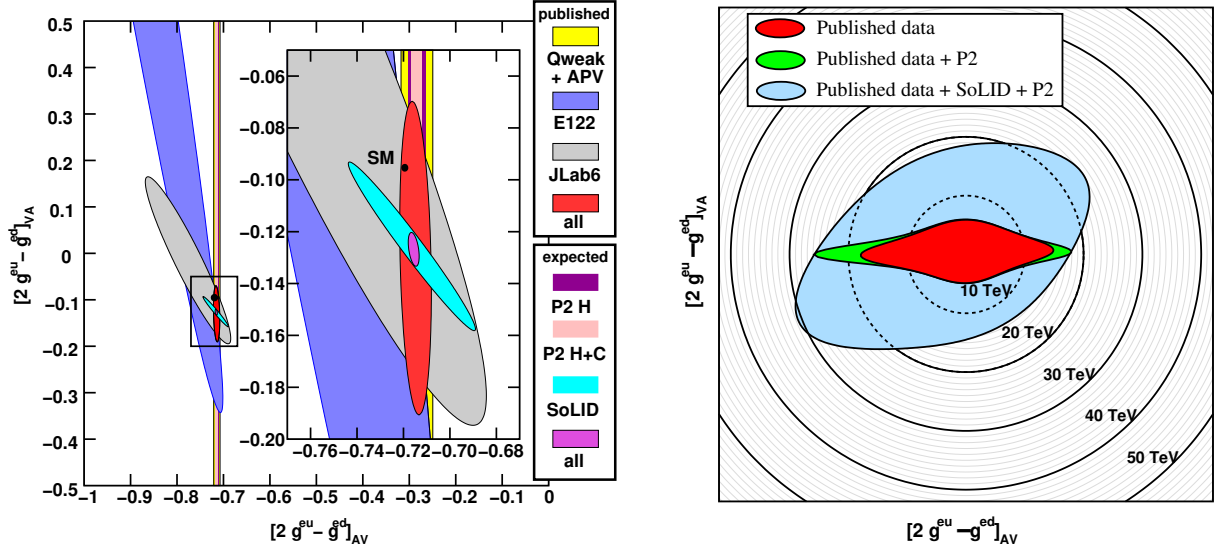 0.5
0.4
0.3
0.2
0.1
0
−0.1
−0.2
−0.3
−0.4
−0.5
[2 g^eu − g^ed]_VA
−1
−0.9
−0.8
−0.7
−0.6
−0.5
−0.4
−0.3
−0.2
−0.1
0
[2 g^eu − g^ed]_AV
−0.06
−0.08
−0.10
−0.12
−0.14
−0.16
−0.18
−0.20
−0.76
−0.74
−0.72
−0.70
−0.68
SM
published
Qweak
+ APV
E122
JLab6
all
expected
P2 H
P2 H+C
SoLID
all
Published data
Published data + P2
Published data + SoLID + P2
10 TeV
20 TeV
30 TeV
40 TeV
50 TeV
[2 g^eu − g^ed]_VA
[2 g^eu − g^ed]_AV